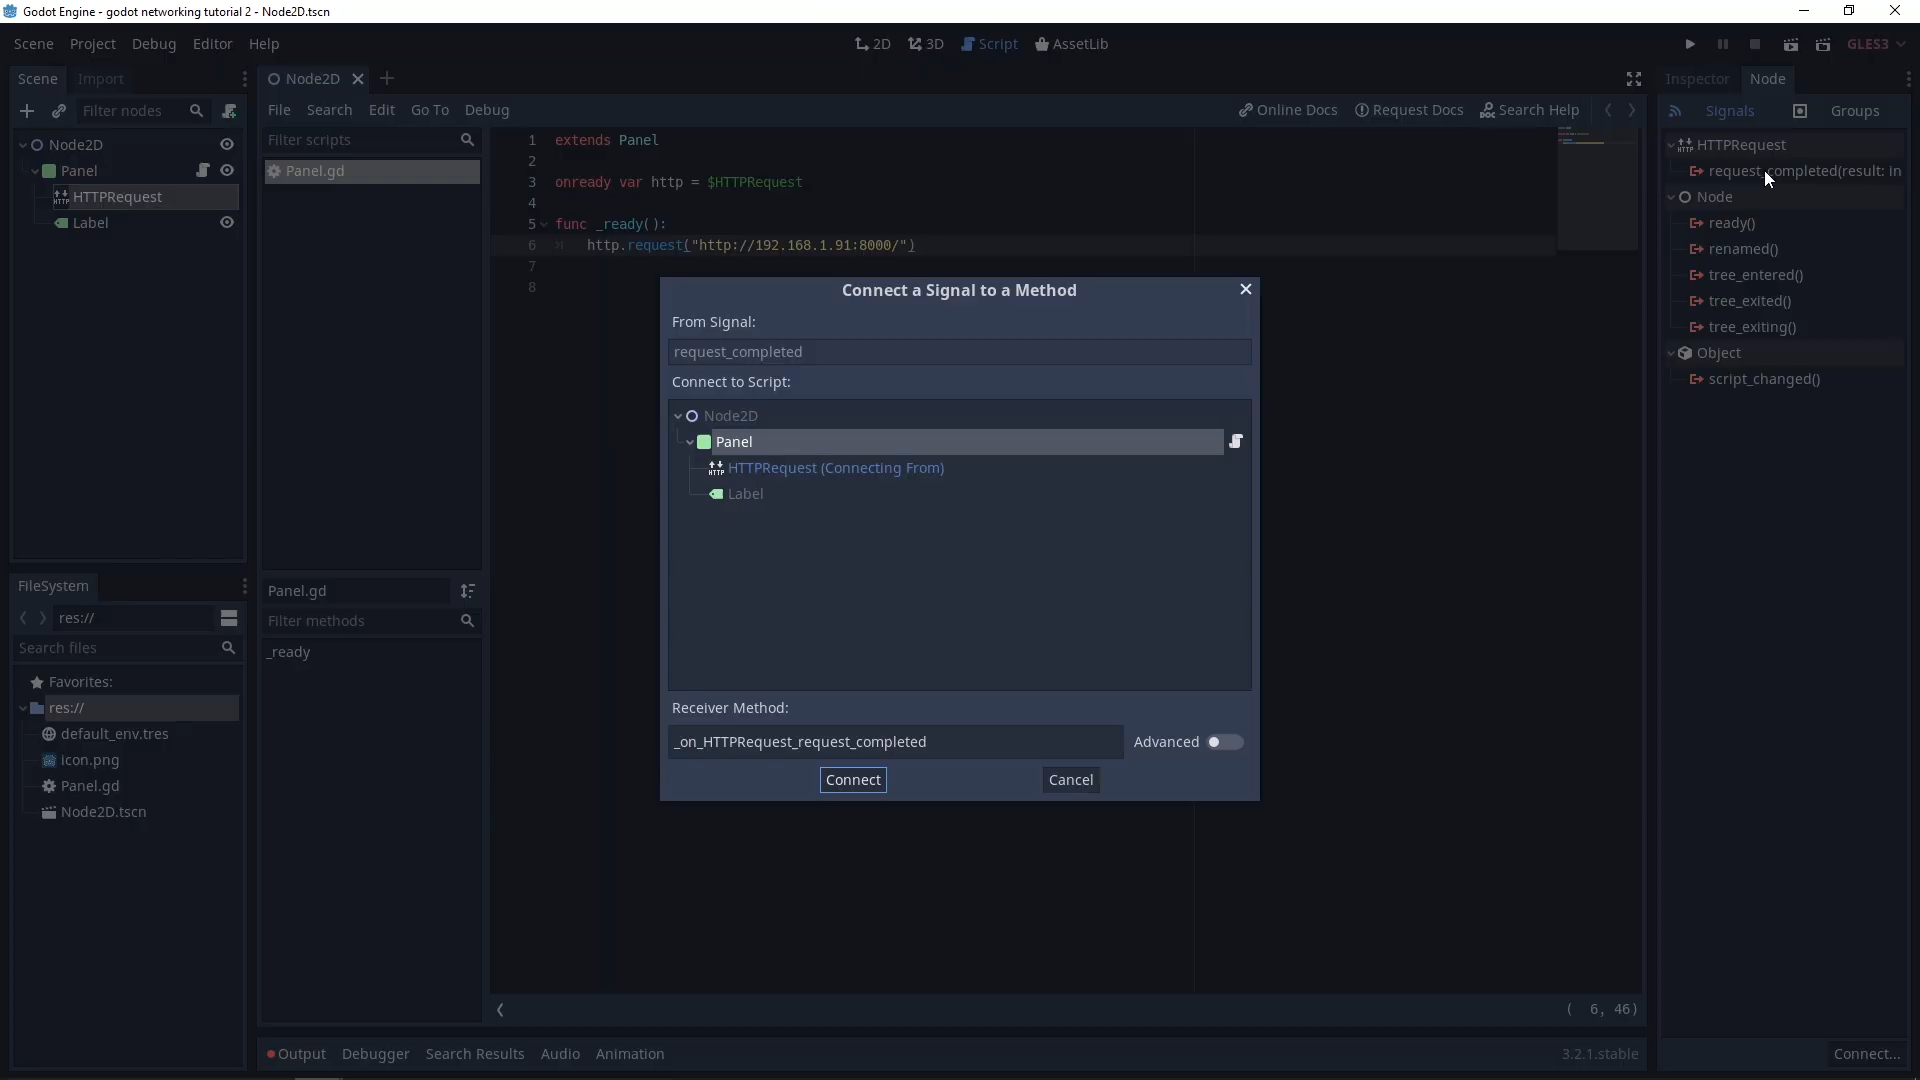 Godot Engine - godot networking tutorial 2 - Node2D.tscn
Scene Project Debug Editor Help
2D 3D Script AssetLib
GLES3
Scene Import
Filter nodes
Node2D
Panel
HTTPRequest
Label
FileSystem
res://
Search files
Favorites:
res://
default_env.tres
icon.png
Panel.gd
Node2D.tscn
Node2D
File Search Edit Go To Debug
Online Docs Request Docs Search Help
Filter scripts
Panel.gd
Panel.gd
Filter methods
_ready
1 extends Panel
2
3 onready var http = $HTTPRequest
4
5 func _ready():
6 http.request("http://192.168.1.91:8000/")
7
8
( 6, 46)
Connect a Signal to a Method
From Signal:
request_completed
Connect to Script:
Node2D
Panel
HTTPRequest (Connecting From)
Label
Receiver Method:
_on_HTTPRequest_request_completed
Advanced
Connect Cancel
Output Debugger Search Results Audio Animation
3.2.1.stable
Inspector Node
Signals Groups
HTTPRequest
request_completed(result: in
Node
ready()
renamed()
tree_entered()
tree_exited()
tree_exiting()
Object
script_changed()
Connect...